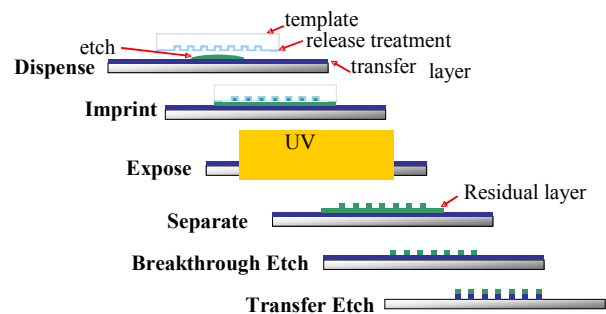 template
etch
release treatment
Dispense
transfer layer
Imprint
UV
Expose
Residual layer
Separate
Breakthrough Etch
Transfer Etch